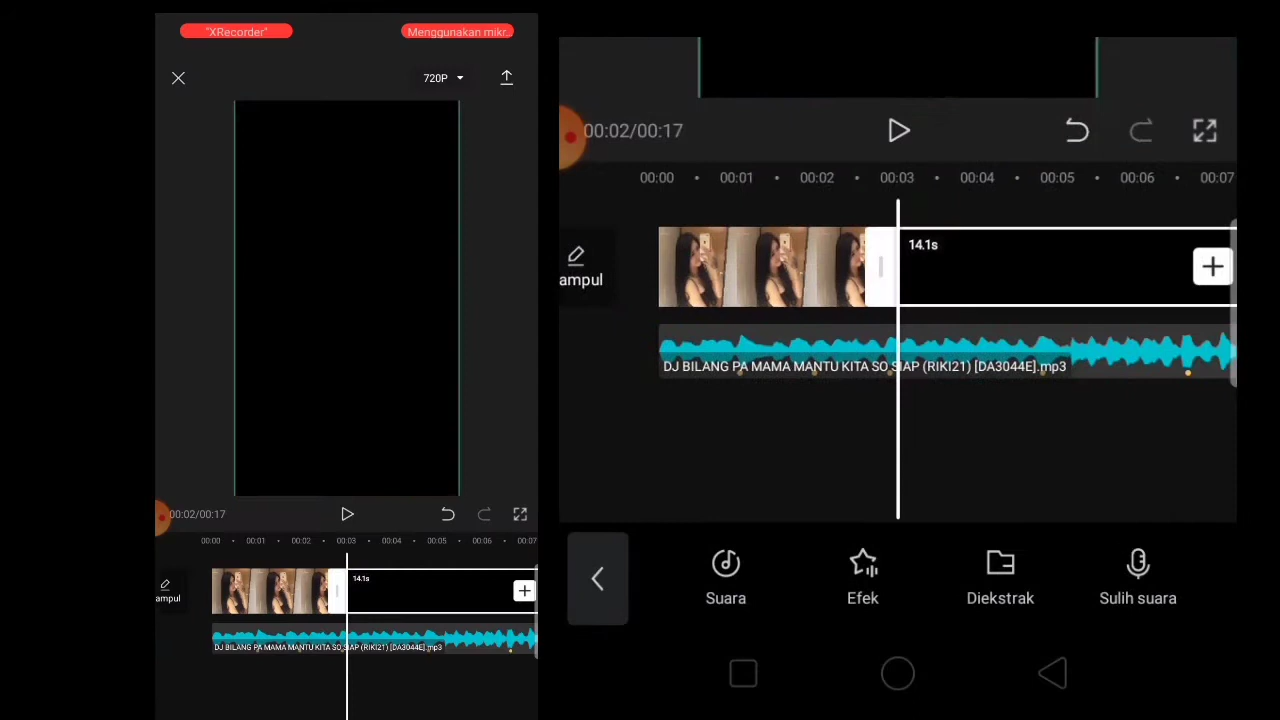 "XRecorder"
Menggunakan mikr..
720P
00:02/00:17
00:00
00:01
00:02
00:03
00:04
00:05
00:06
00:07
ampul
14.1s
DJ BILANG PA MAMA MANTU KITA SO SIAP (RIKI21) [DA3044E].mp3
00:02/00:17
00:00
00:01
00:02
00:03
00:04
00:05
00:06
00:07
ampul
14.1s
DJ BILANG PA MAMA MANTU KITA SO SIAP (RIKI21) [DA3044E].mp3
Suara
Efek
Diekstrak
Sulih suara